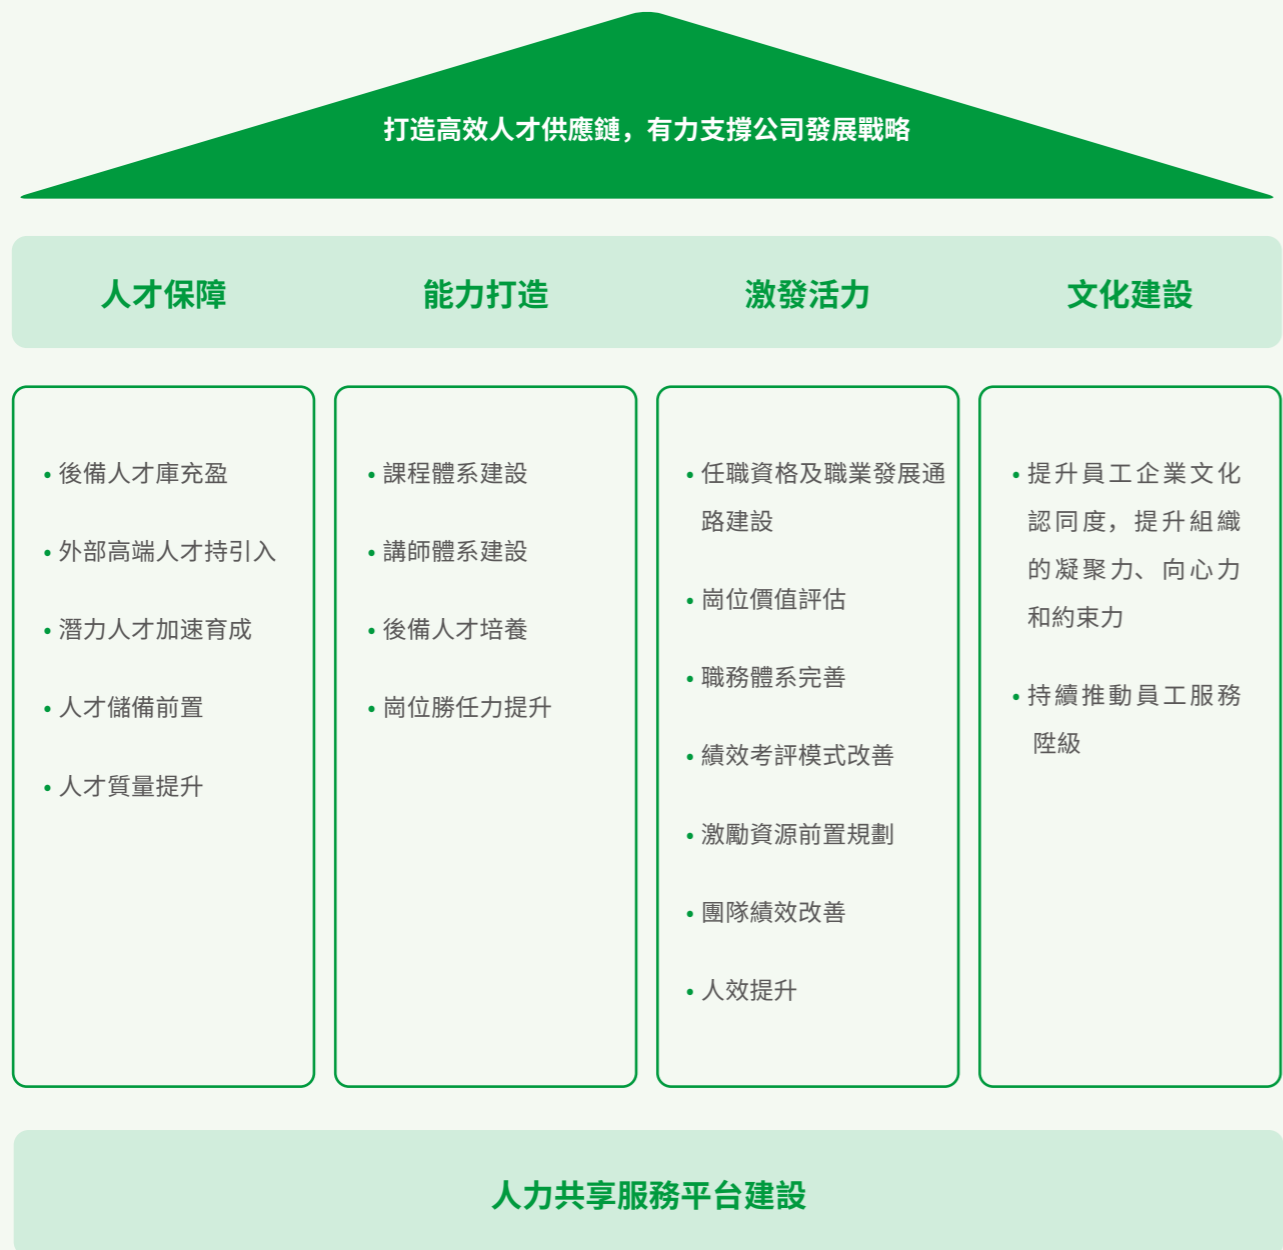 打造高效人才供應鏈，有力支撐公司發展戰略
人才保障
能力打造
激發活力
文化建設
• 後備人才庫充盈
• 外部高端人才持引入
• 潛力人才加速育成
• 人才儲備前置
• 人才質量提升
• 課程體系建設
• 講師體系建設
• 後備人才培養
• 崗位勝任力提升
• 任職資格及職業發展通
路建設
• 崗位價值評估
• 職務體系完善
• 績效考評模式改善
• 激勵資源前置規劃
• 團隊績效改善
• 人效提升
• 提升員工企業文化
認同度，提升組織
的凝聚力、向心力
和約束力
• 持續推動員工服務
陞級
人力共享服務平台建設